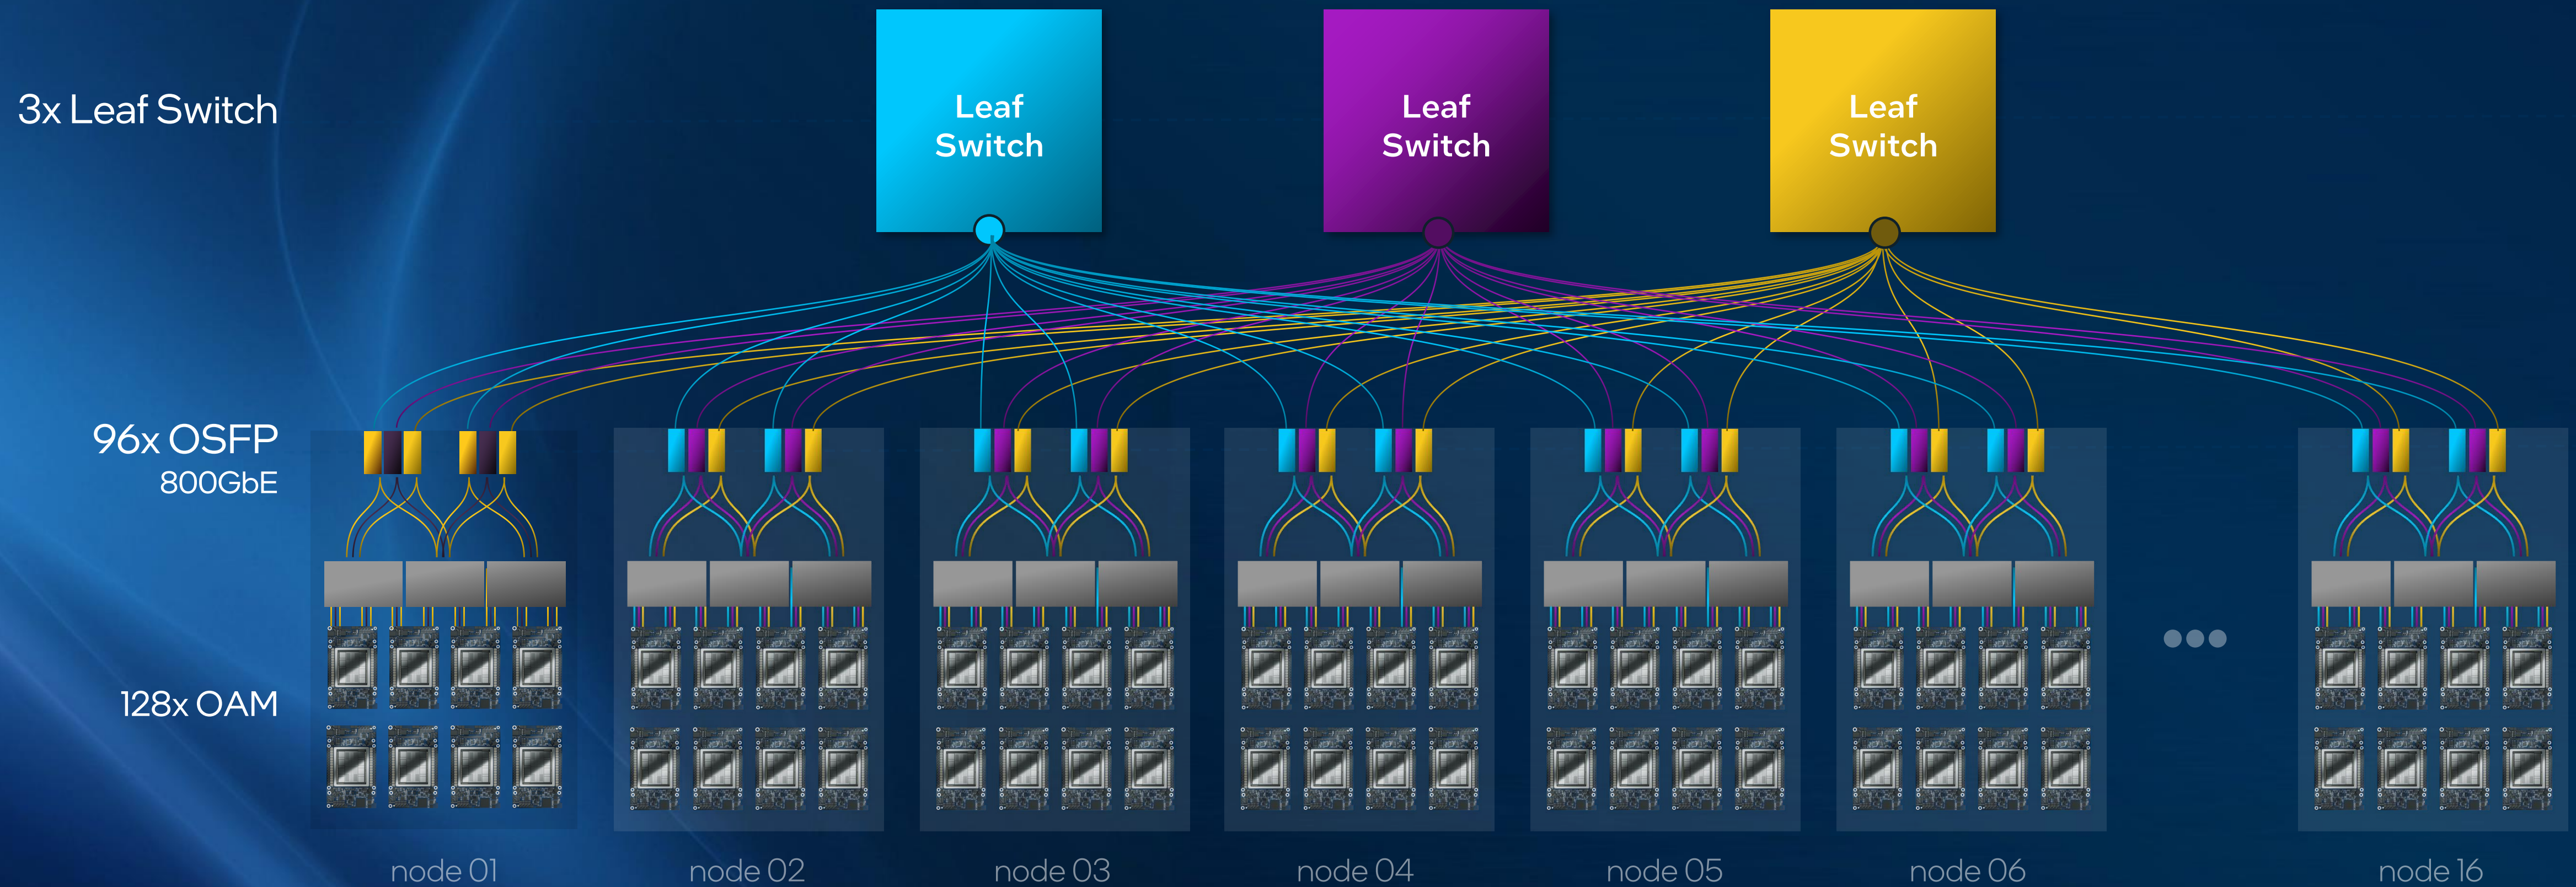 3x Leaf Switch
Leaf
Switch
Leaf
Switch
Leaf
Switch
96x OSFP
800GbE
128x OAM
node 01
node 02
node 03
node 04
node 05
node 06
node 16